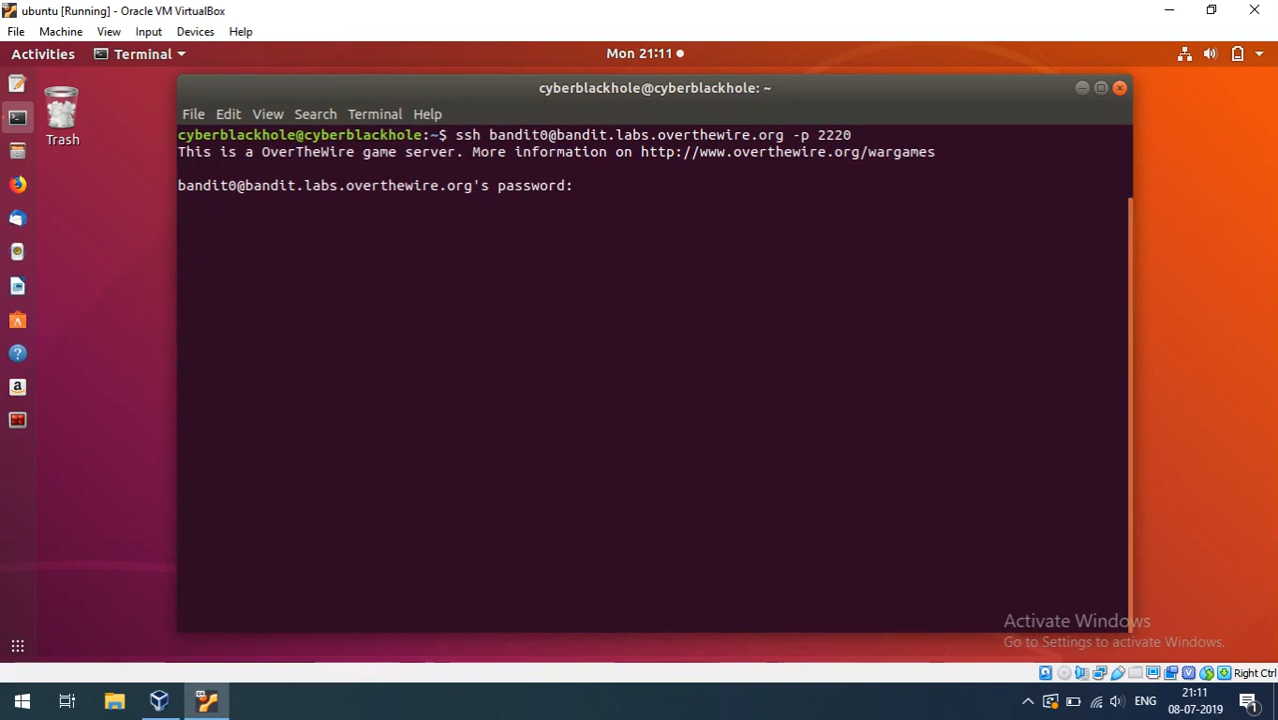 ubuntu [Running] - Oracle VM VirtualBox
File Machine View Input Devices Help
Activities Terminal Mon 21:11
Trash
cyberblackhole@cyberblackhole: ~
File Edit View Search Terminal Help
cyberblackhole@cyberblackhole:~$ ssh bandit0@bandit.labs.overthewire.org -p 2220
This is a OverTheWire game server. More information on http://www.overthewire.org/wargames
bandit0@bandit.labs.overthewire.org's password:
Activate Windows
Go to Settings to activate Windows.
Right Ctrl
ENG
21:11
08-07-2019
1